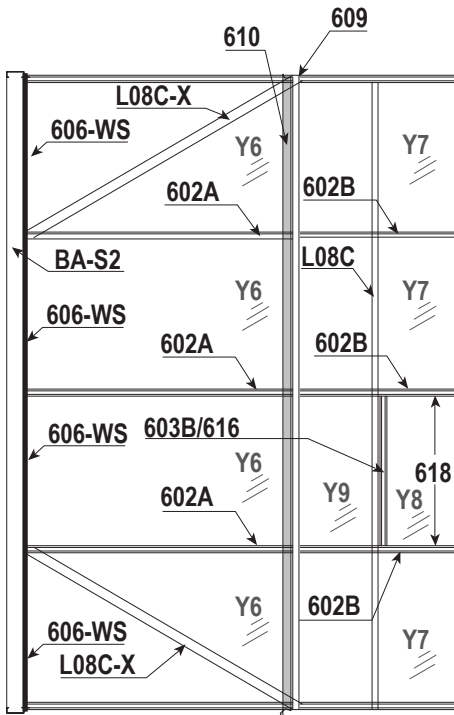 609
610
L08C-X
606-WS
Y6
Y7
602A
602B
BA-S2
L08C
Y6
Y7
606-WS
602A
602B
603B/616
606-WS
Y6
618
Y9
Y8
602A
Y6
602B
606-WS
Y7
L08C-X